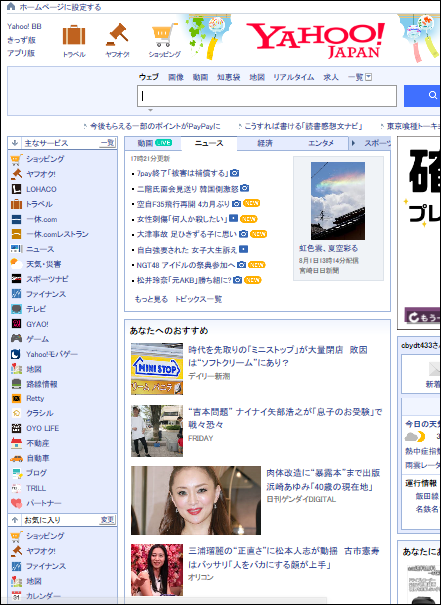 ホームページに設定する
Yahoo! BB
きっず版
アプリ版
トラベル
ヤフオク!
ショッピング
YAHOO!
JAPAN
ウェブ 画像 動画 知恵袋 地図 リアルタイム 求人 一覧
今後もらえる一部のポイントがPayPayに
こうすれば書ける「読書感想文ナビ」
東京喰種トーキ
主なサービス 一覧
ショッピング
ヤフオク!
LOHACO
トラベル
一休.com
一休.comレストラン
ニュース
天気・災害
スポーツナビ
ファイナンス
テレビ
GYAO!
ゲーム
Yahoo!モバゲー
地図
路線情報
Retty
クラシル
OYO LIFE
不動産
自動車
ブログ
TRILL
パートナー
お気に入り 変更
ショッピング
ヤフオク!
ファイナンス
地図
カレンダー
動画 LIVE ニュース 経済 エンタメ スポーツ
17時21分更新
7pay終了「被害は補償する」
二階氏面会見送り 韓国側激怒
空自F35飛行再開 4カ月ぶり NEW
女性刺傷「何人か殺したい」 NEW
大津事故 足ひきずる子に思い NEW
自白強要された 女子大生訴え
NGT48 アイドルの祭典参加へ NEW
松井玲奈「元AKB」勝ち組に? NEW
もっと見る トピックス一覧
虹色雲、夏空彩る
8月1日13時14分配信
宮崎日日新聞
あなたへのおすすめ
MINI STOP
時代を先取りの「ミニストップ」が大量閉店 敗因
は“ソフトクリーム”にあり?
デイリー新潮
“吉本問題” ナイナイ矢部浩之が「息子のお受験」で
戦々恐々
FRIDAY
肉体改造に“暴露本”まで出版
浜崎あゆみ「40歳の現在地」
日刊ゲンダイDIGITAL
三浦瑠麗の“正直さ”に松本人志が動揺 古市憲寿
はバッサリ「人をバカにする顔が上手」
オリコン
確
プレ
もうー
cbydt433さ
新着
今日の天
熱中症指
雨雲レー
運行情報
飯田線
名鉄名
あなたに